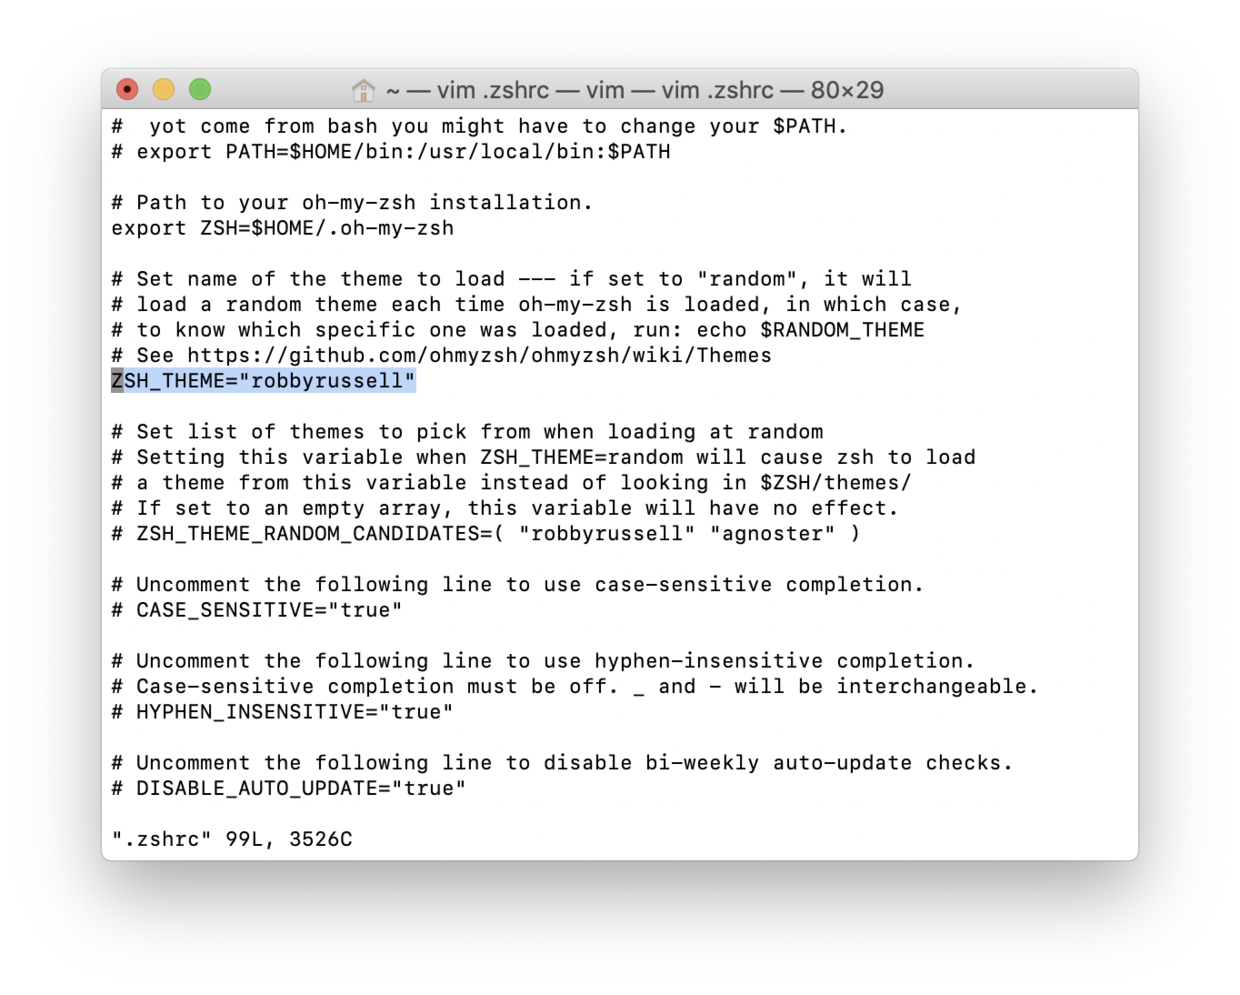 ~ — vim .zshrc — vim — vim .zshrc — 80×29
#  yot come from bash you might have to change your $PATH.
# export PATH=$HOME/bin:/usr/local/bin:$PATH
# Path to your oh-my-zsh installation.
export ZSH=$HOME/.oh-my-zsh
# Set name of the theme to load --- if set to "random", it will
# load a random theme each time oh-my-zsh is loaded, in which case,
# to know which specific one was loaded, run: echo $RANDOM_THEME
# See https://github.com/ohmyzsh/ohmyzsh/wiki/Themes
ZSH_THEME="robbyrussell"
# Set list of themes to pick from when loading at random
# Setting this variable when ZSH_THEME=random will cause zsh to load
# a theme from this variable instead of looking in $ZSH/themes/
# If set to an empty array, this variable will have no effect.
# ZSH_THEME_RANDOM_CANDIDATES=( "robbyrussell" "agnoster" )
# Uncomment the following line to use case-sensitive completion.
# CASE_SENSITIVE="true"
# Uncomment the following line to use hyphen-insensitive completion.
# Case-sensitive completion must be off. _ and - will be interchangeable.
# HYPHEN_INSENSITIVE="true"
# Uncomment the following line to disable bi-weekly auto-update checks.
# DISABLE_AUTO_UPDATE="true"
".zshrc" 99L, 3526C